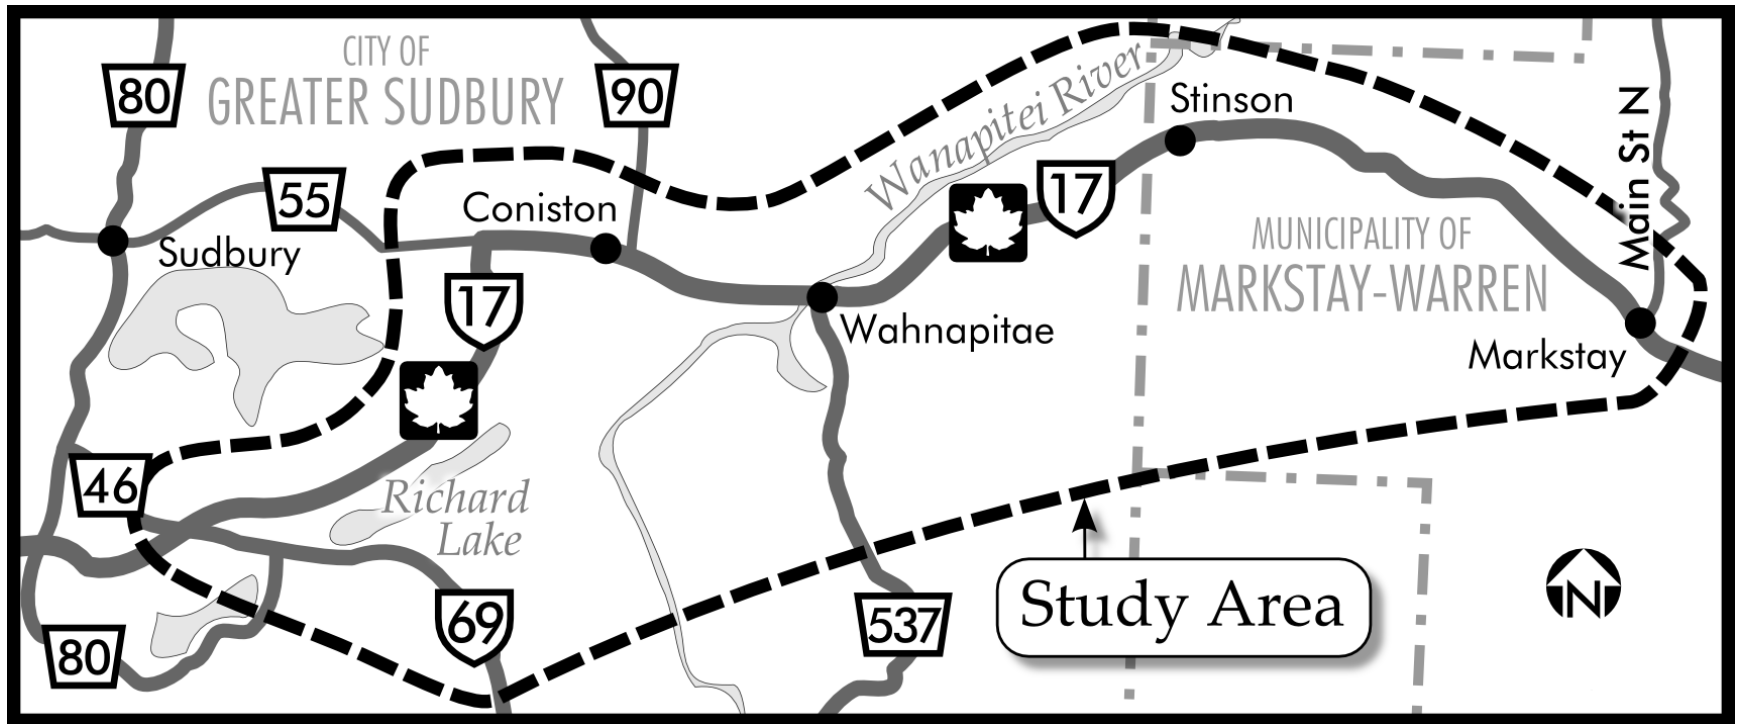 CITY OF
GREATER SUDBURY
80
90
Wanapitei River
Stinson
Main St N
55
Coniston
17
Sudbury
MUNICIPALITY OF
MARKSTAY-WARREN
17
Wahnapitae
Markstay
46
Richard
Lake
Study Area
N
69
537
80